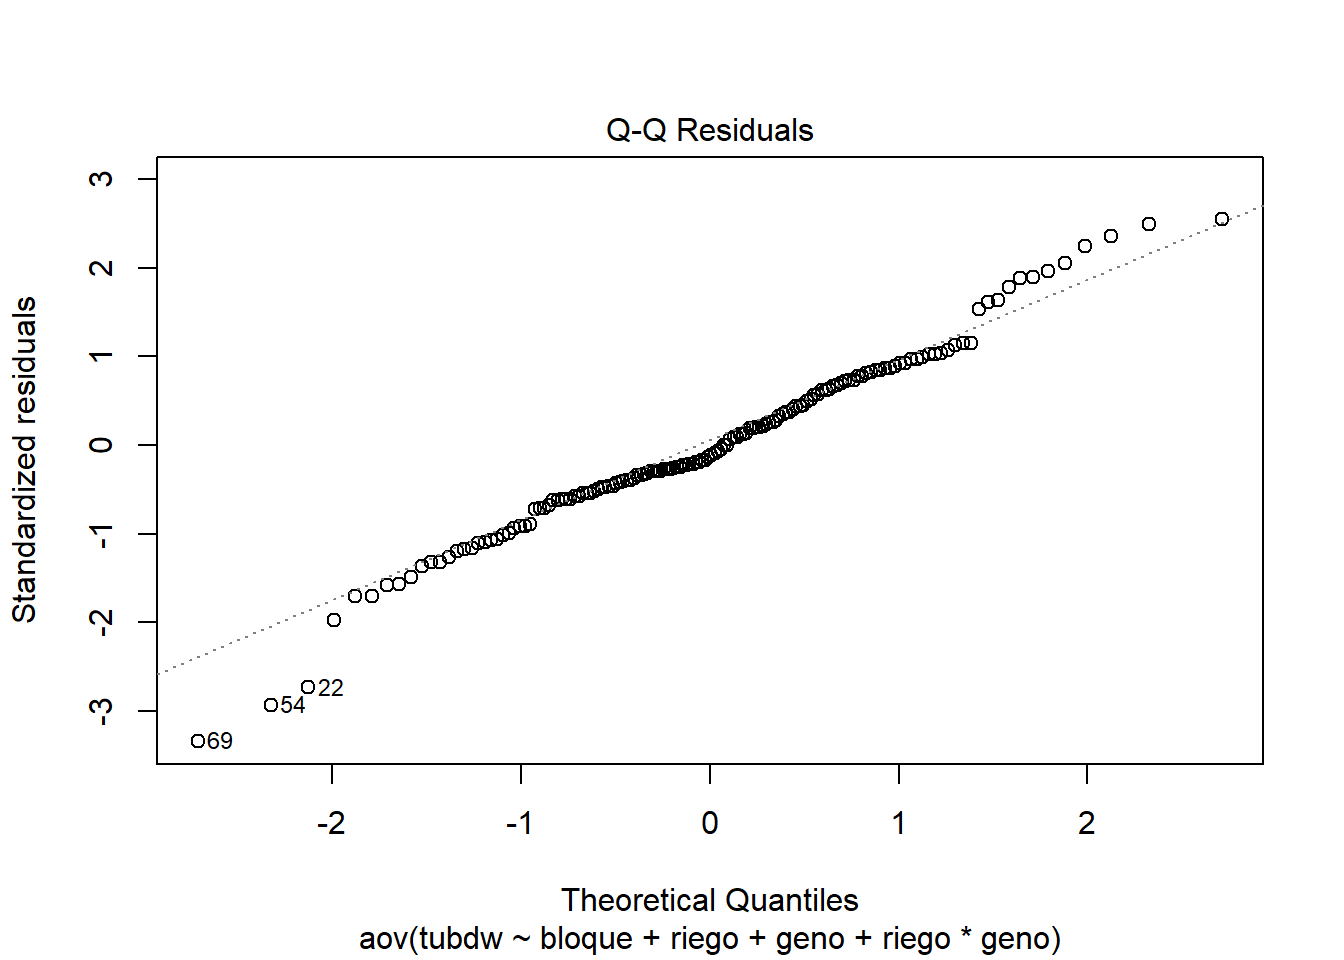 Q-Q Residuals
Standardized residuals
3
2
1
0
-1
-2
-3
22
54
69
-2 -1 0 1 2
Theoretical Quantiles
aov(tubdw ~ bloque + riego + geno + riego * geno)